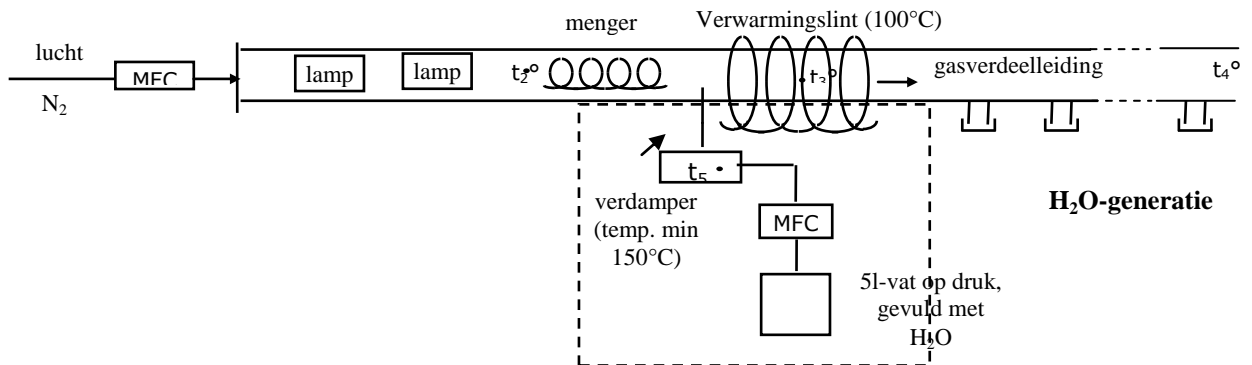 menger
Verwarmingslint (100°C)
lucht
MFC
N₂
lamp
lamp
t₂°
t₃°
gasverdeelleiding
t₄°
t₅
verdamper
(temp. min
150°C)
MFC
H₂O-generatie
5l-vat op druk,
gevuld met
H₂O